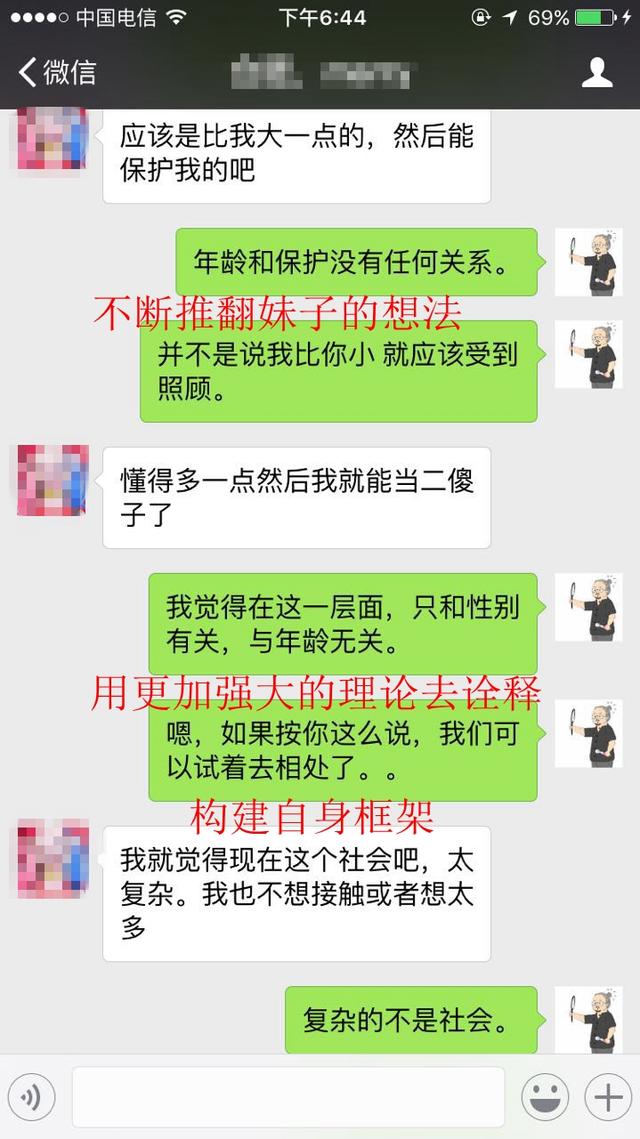 中国电信 下午6:44 69%
微信
应该是比我大一点的，然后能
保护我的吧
年龄和保护没有任何关系。
不断推翻妹子的想法
并不是说我比你小 就应该受到
照顾。
懂得多一点然后我就能当二傻
子了
我觉得在这一层面，只和性别
有关，与年龄无关。
用更加强大的理论去诠释
嗯，如果按你这么说，我们可
以试着去相处了。。
构建自身框架
我就觉得现在这个社会吧，太
复杂。我也不想接触或者想太
多
复杂的不是社会。